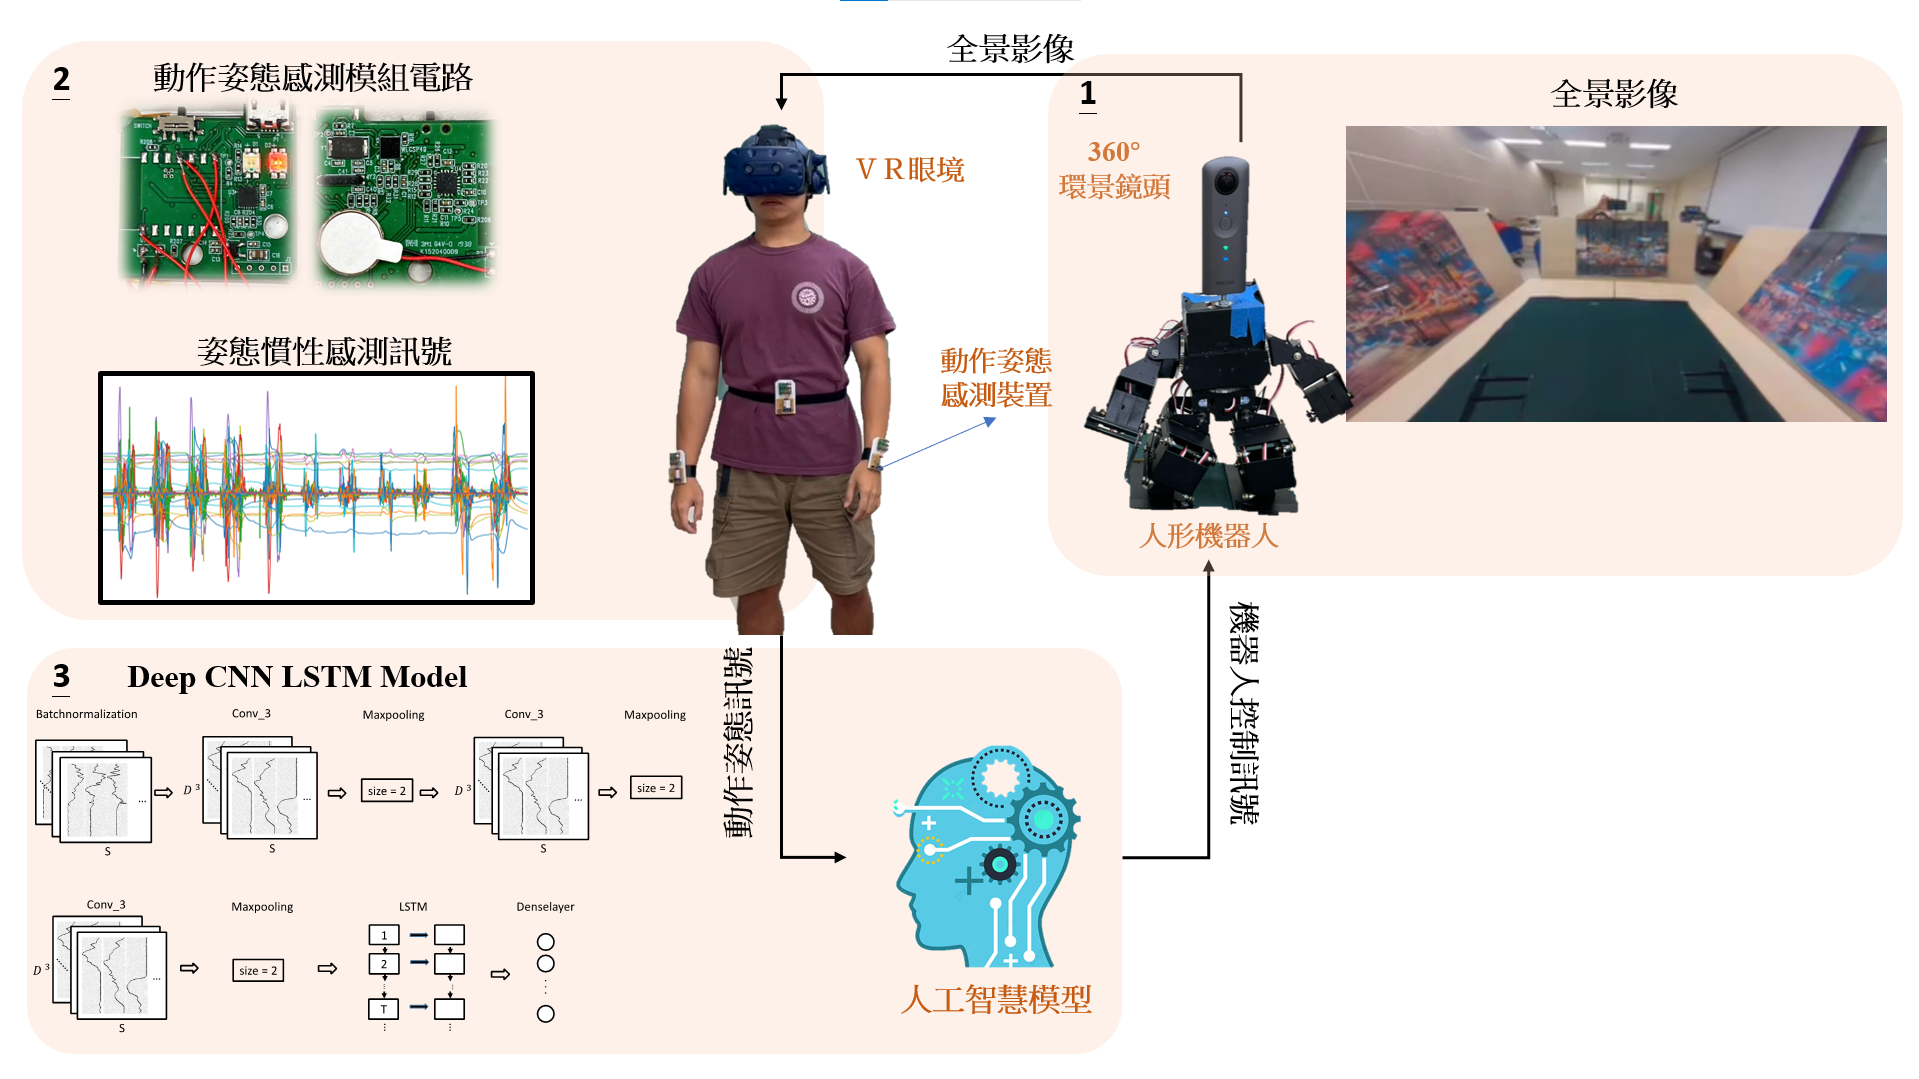 全景影像
2
動作姿態感測模組電路
姿態慣性感測訊號
ＶＲ眼境
動作姿態
感測裝置
1
360°
環景鏡頭
人形機器人
全景影像
動作姿態訊號
機器人控制訊號
3
Deep CNN LSTM Model
Batchnormalization
Conv_3
Maxpooling
Conv_3
Maxpooling
D 3
size = 2
D 3
size = 2
...
...
...
S
S
S
Conv_3
Maxpooling
LSTM
Denselayer
1
2
T
D 3
...
size = 2
S
人工智慧模型